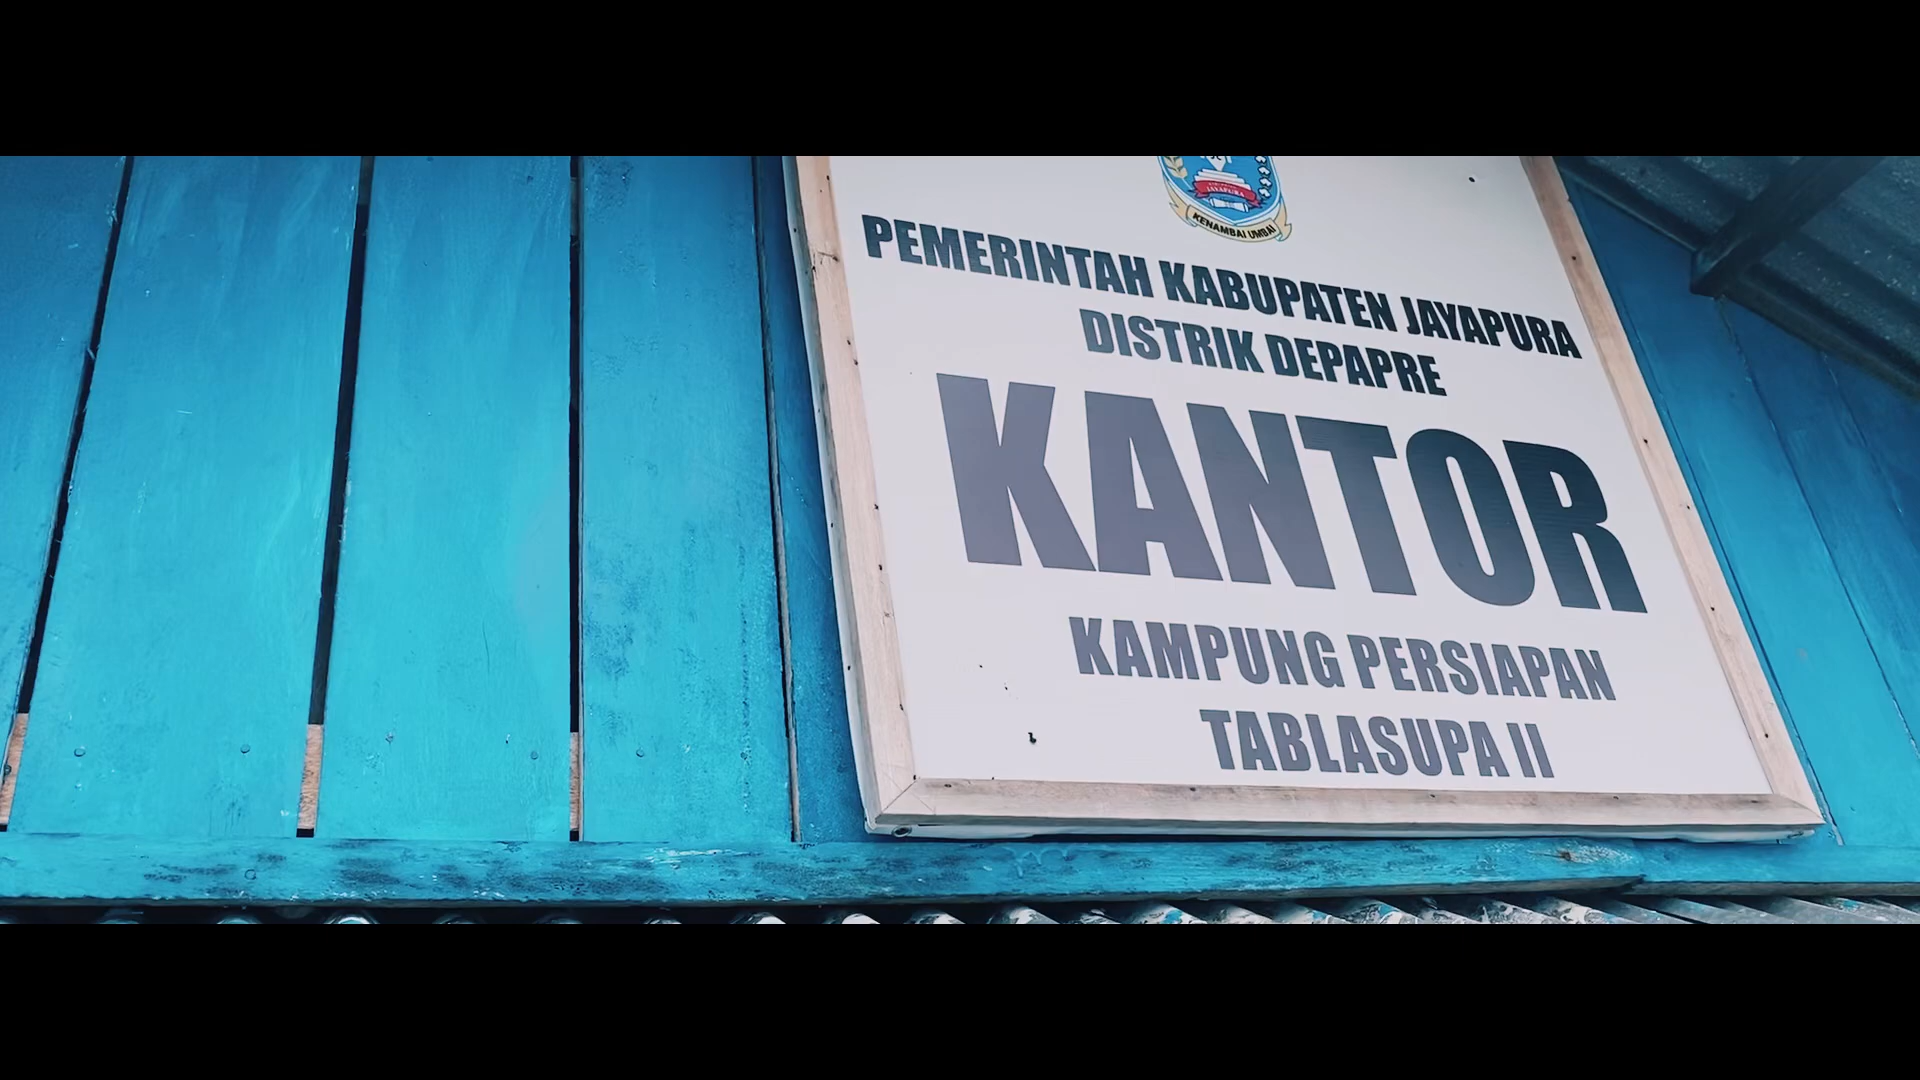 JAYAPURA
KENAMBAI UMBAI
PEMERINTAH KABUPATEN JAYAPURA
DISTRIK DEPAPRE
KANTOR
KAMPUNG PERSIAPAN
TABLASUPA II